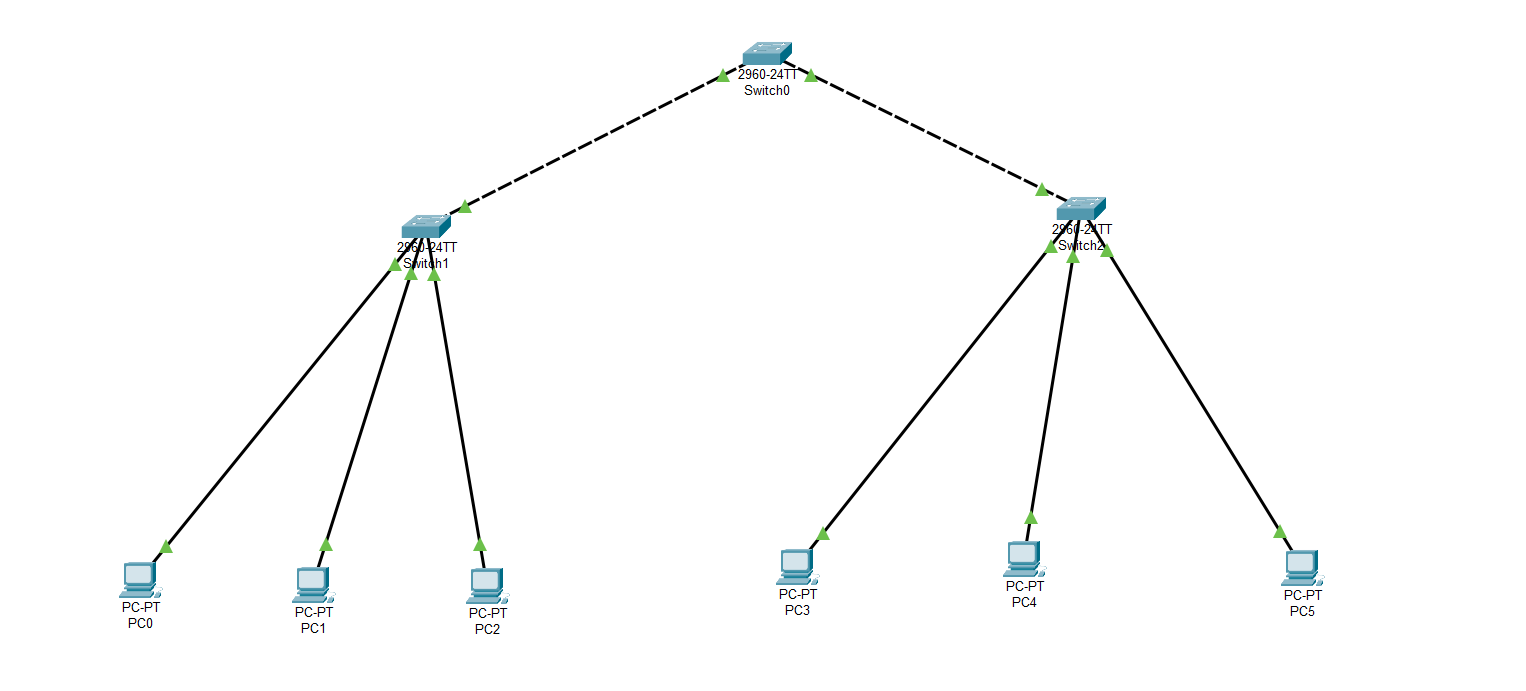 2960-24TT
Switch0
2960-24TT
Switch1
2960-24TT
Switch2
PC-PT
PC0
PC-PT
PC1
PC-PT
PC2
PC-PT
PC3
PC-PT
PC4
PC-PT
PC5